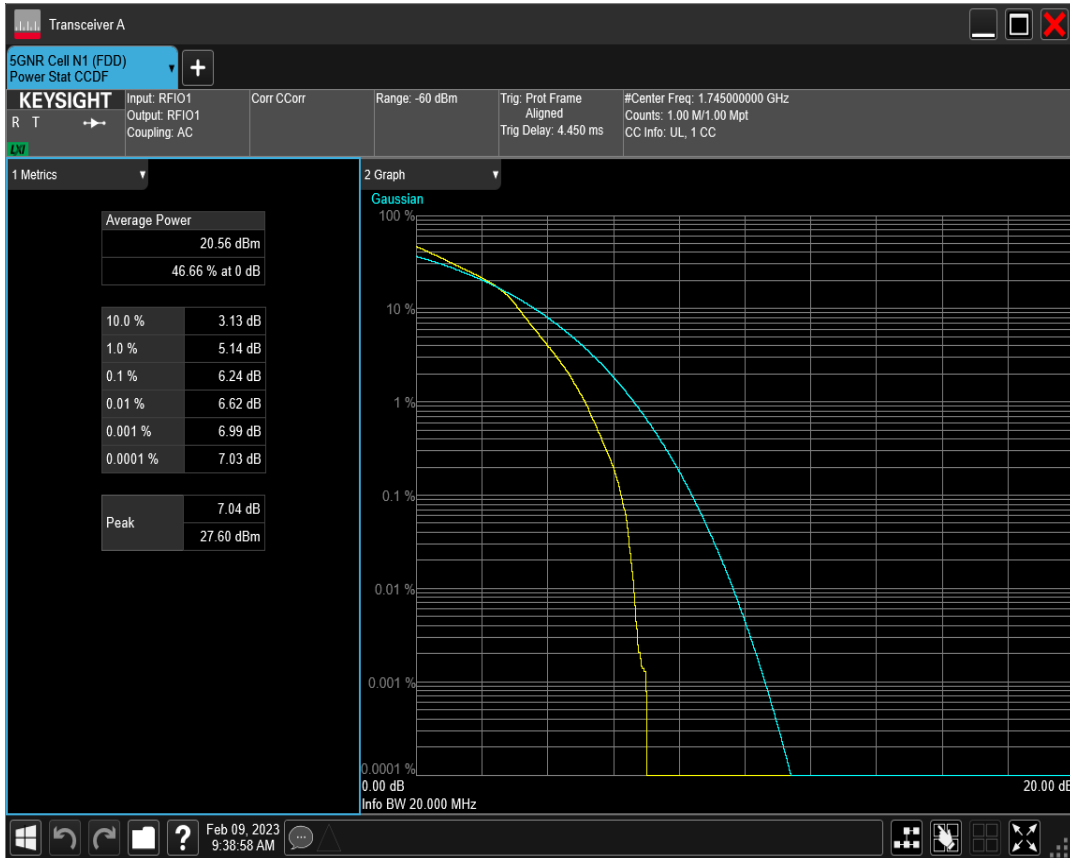 Transceiver A
5GNR Cell N1 (FDD)
Power Stat CCDF
+
KEYSIGHT
R T
LXI
Input: RFIO1
Output: RFIO1
Coupling: AC
Corr CCorr
Range: -60 dBm
Trig: Prot Frame
Aligned
Trig Delay: 4.450 ms
#Center Freq: 1.745000000 GHz
Counts: 1.00 M/1.00 Mpt
CC Info: UL, 1 CC
1 Metrics
Average Power
20.56 dBm
46.66 % at 0 dB
10.0 % 3.13 dB
1.0 % 5.14 dB
0.1 % 6.24 dB
0.01 % 6.62 dB
0.001 % 6.99 dB
0.0001 % 7.03 dB
Peak
7.04 dB
27.60 dBm
2 Graph
Gaussian
100 %
10 %
1 %
0.1 %
0.01 %
0.001 %
0.0001 %
0.00 dB 20.00 dB
Info BW 20.000 MHz
?
Feb 09, 2023
9:38:58 AM